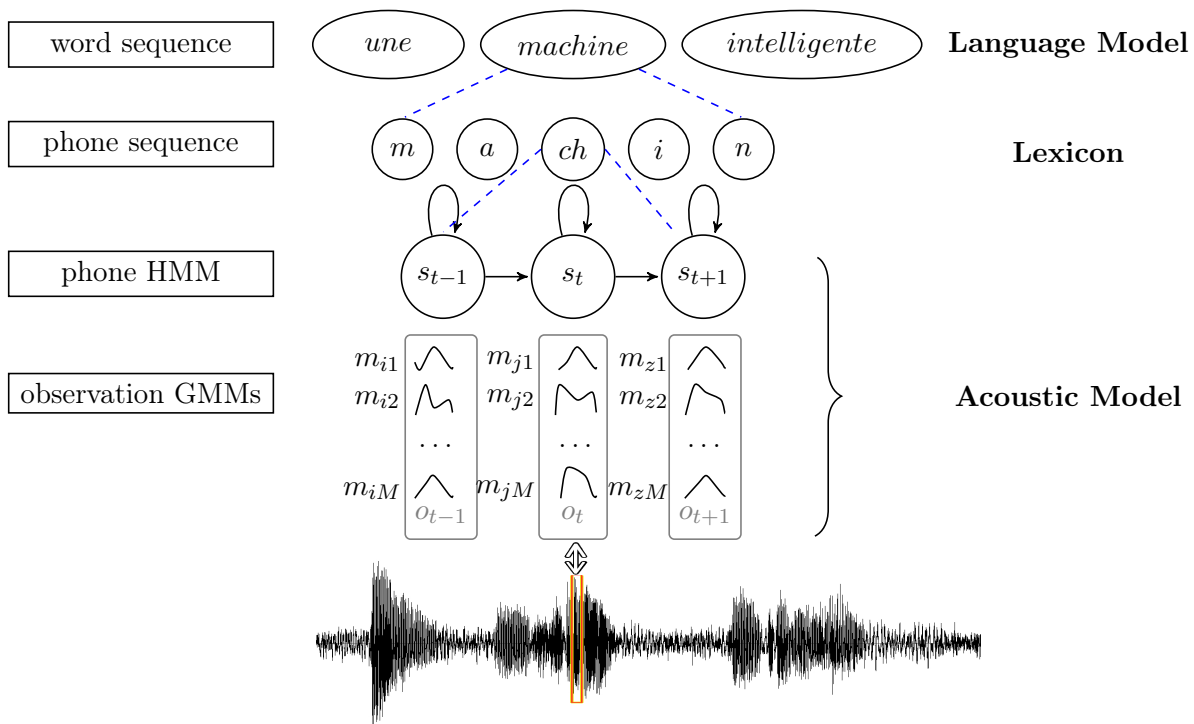 word sequence une machine intelligente Language Model
phone sequence m a ch i n Lexicon
phone HMM s_{t−1} s_t s_{t+1}
m_{i1} m_{j1} m_{z1}
observation GMMs m_{i2} m_{j2} m_{z2} Acoustic Model
... ... ...
m_{iM} m_{jM} m_{zM}
o_{t−1} o_t o_{t+1}